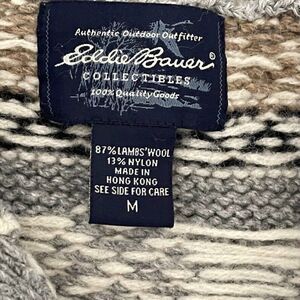 Authentic Outdoor Outfitter
Eddie Bauer®
COLLECTIBLES
100% Quality Goods
87% LAMBS' WOOL
13% NYLON
MADE IN
HONG KONG
SEE SIDE FOR CARE
M